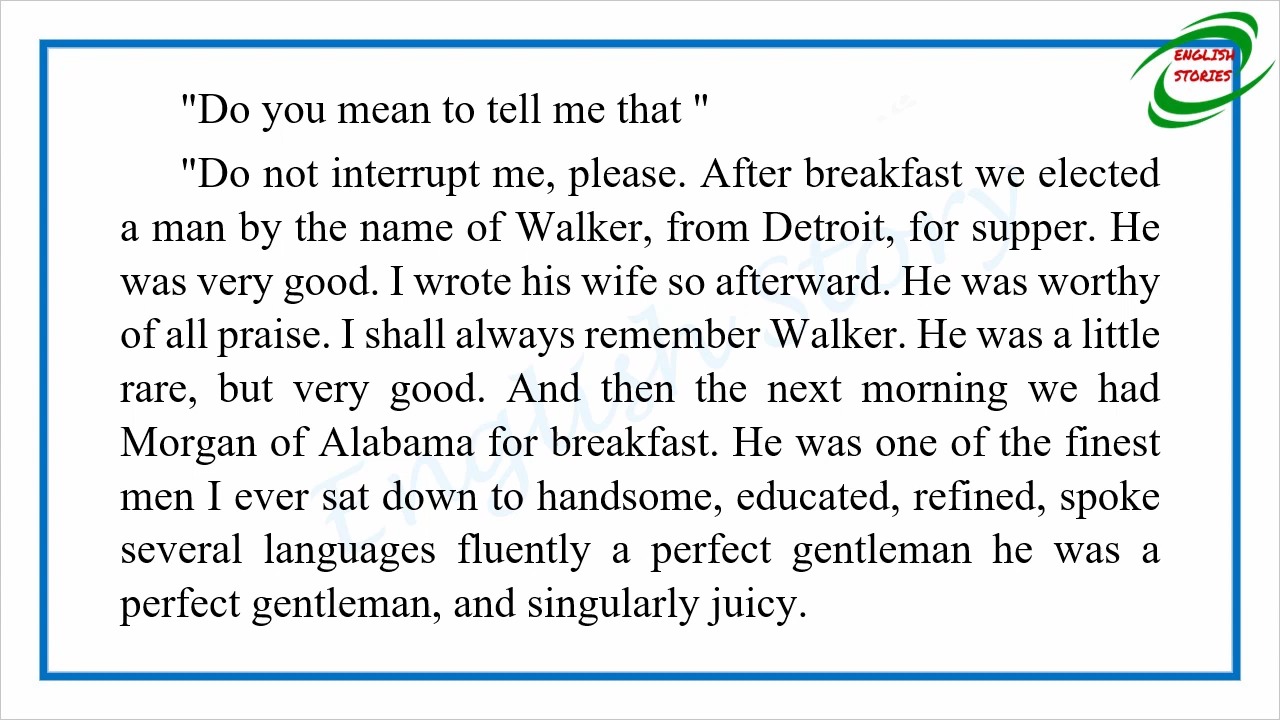 ENGLISH
STORIES
"Do you mean to tell me that "
"Do not interrupt me, please. After breakfast we elected
a man by the name of Walker, from Detroit, for supper. He
was very good. I wrote his wife so afterward. He was worthy
of all praise. I shall always remember Walker. He was a little
rare, but very good. And then the next morning we had
Morgan of Alabama for breakfast. He was one of the finest
men I ever sat down to handsome, educated, refined, spoke
several languages fluently a perfect gentleman he was a
perfect gentleman, and singularly juicy.
English Story